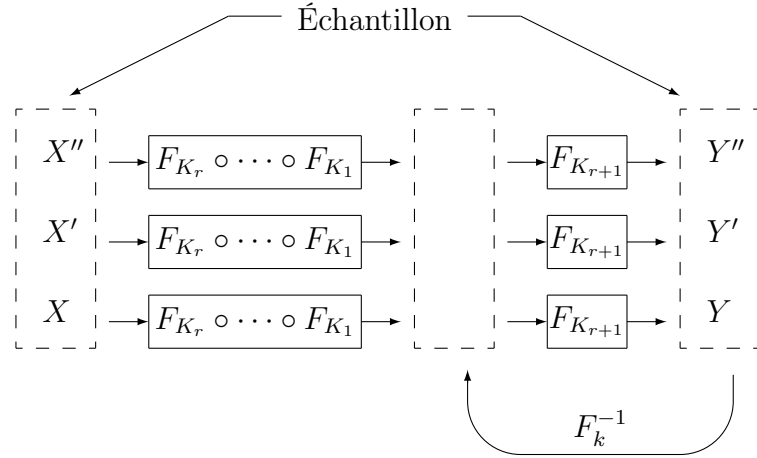 Échantillon
X′′ F_{K_r} ∘ ⋯ ∘ F_{K_1} F_{K_{r+1}} Y′′
X′ F_{K_r} ∘ ⋯ ∘ F_{K_1} F_{K_{r+1}} Y′
X F_{K_r} ∘ ⋯ ∘ F_{K_1} F_{K_{r+1}} Y
F_k^{-1}